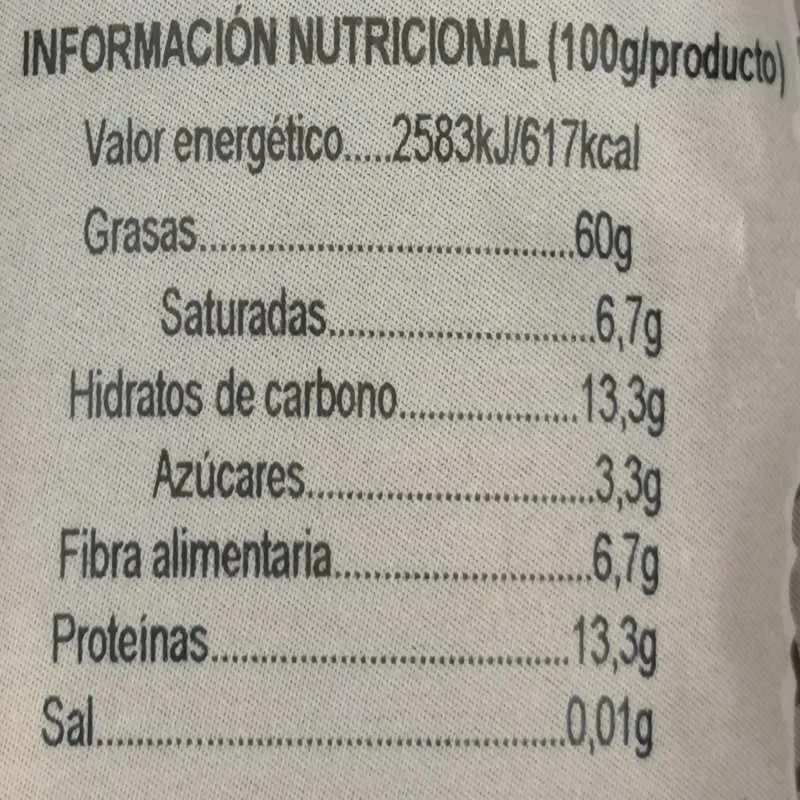 INFORMACIÓN NUTRICIONAL (100g/producto)
Valor energético.....2583kJ/617kcal
Grasas.............................60g
Saturadas.....................6,7g
Hidratos de carbono..............13,3g
Azúcares.......................3,3g
Fibra alimentaria....................6,7g
Proteínas............................13,3g
Sal.....................................0,01g